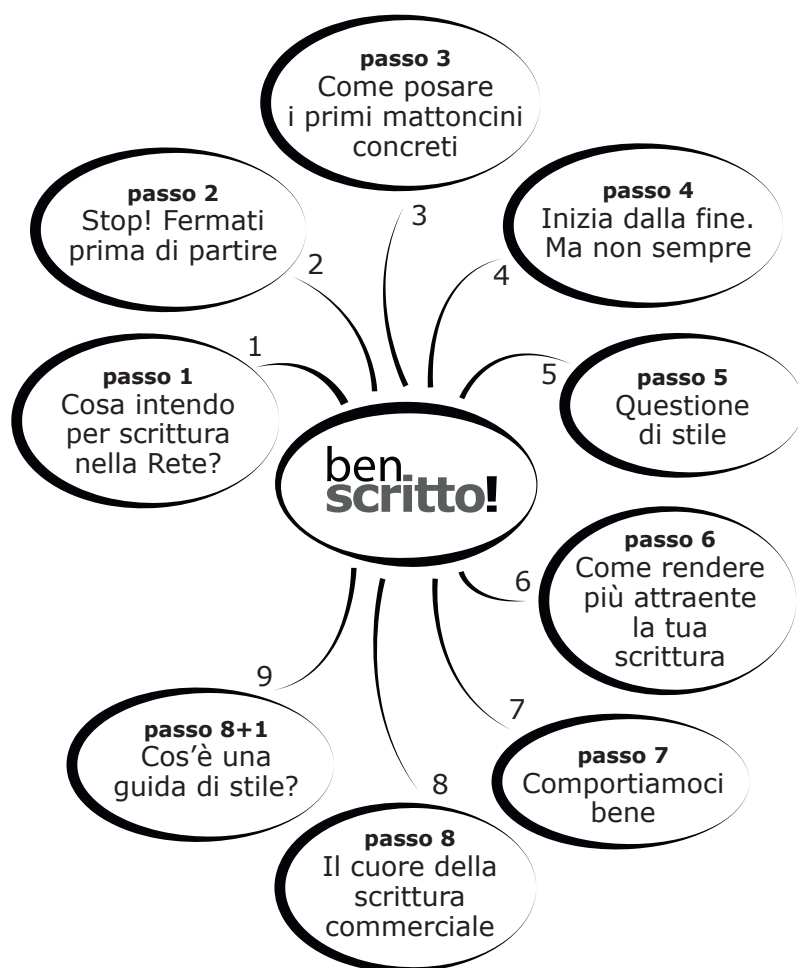 passo 3
Come posare
i primi mattoncini
concreti
passo 2
Stop! Fermati
prima di partire
passo 4
Inizia dalla fine.
Ma non sempre
3
2
4
1
passo 1
Cosa intendo
per scrittura
nella Rete?
5
passo 5
Questione
di stile
ben
scritto!
passo 6
Come rendere
più attraente
la tua
scrittura
6
9
7
passo 8+1
Cos’è una
guida di stile?
passo 7
Comportiamoci
bene
8
passo 8
Il cuore della
scrittura
commerciale